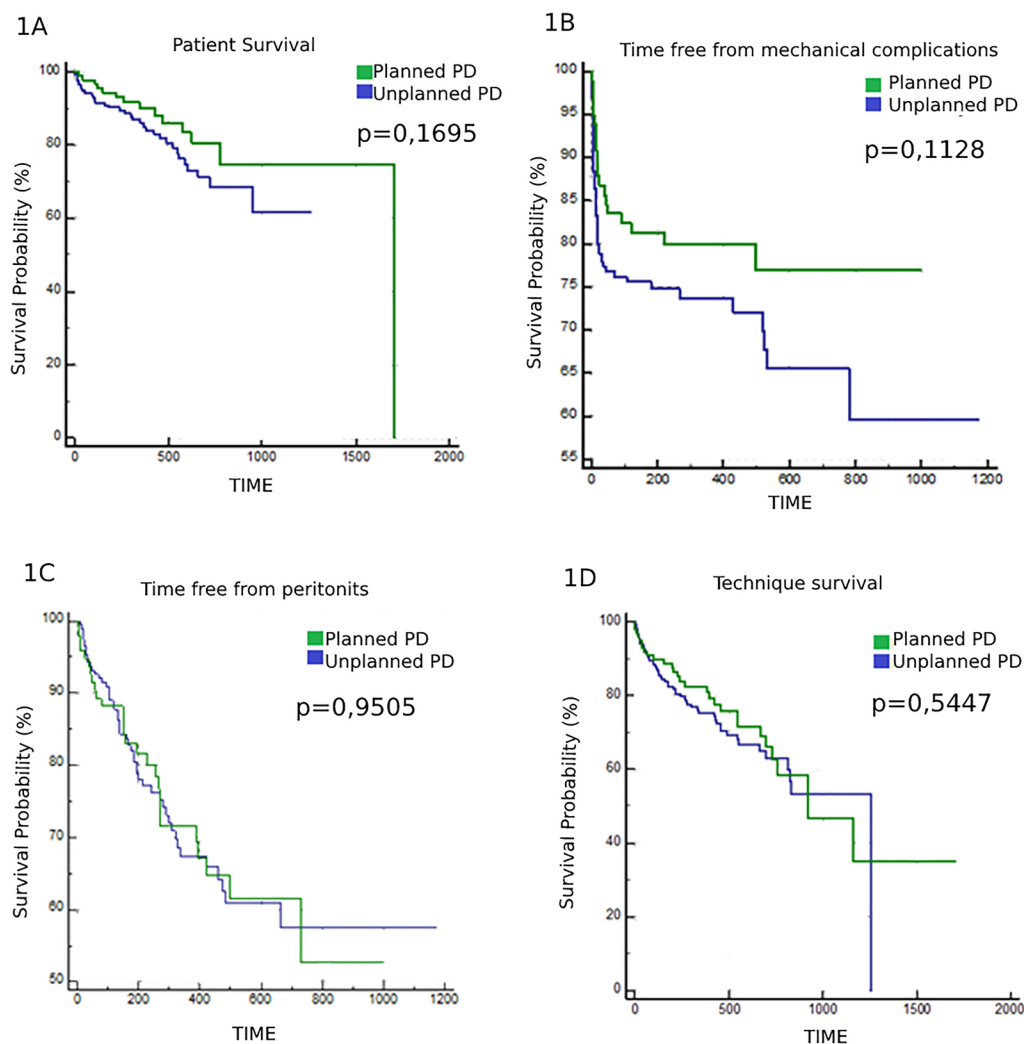 1A
Patient Survival
Planned PD
Unplanned PD
p=0,1695
Survival Probability (%)
100
80
60
40
20
0
0 500 1000 1500 2000
TIME
1B
Time free from mechanical complications
Planned PD
Unplanned PD
p=0,1128
Survival Probability (%)
100
95
90
85
80
75
70
65
60
55
0 200 400 600 800 1000 1200
TIME
1C
Time free from peritonits
Planned PD
Unplanned PD
p=0,9505
Survival Probability (%)
100
90
80
70
60
50
0 200 400 600 800 1000 1200
TIME
1D
Technique survival
Planned PD
Unplanned PD
p=0,5447
Survival Probability (%)
100
80
60
40
20
0
0 500 1000 1500 2000
TIME